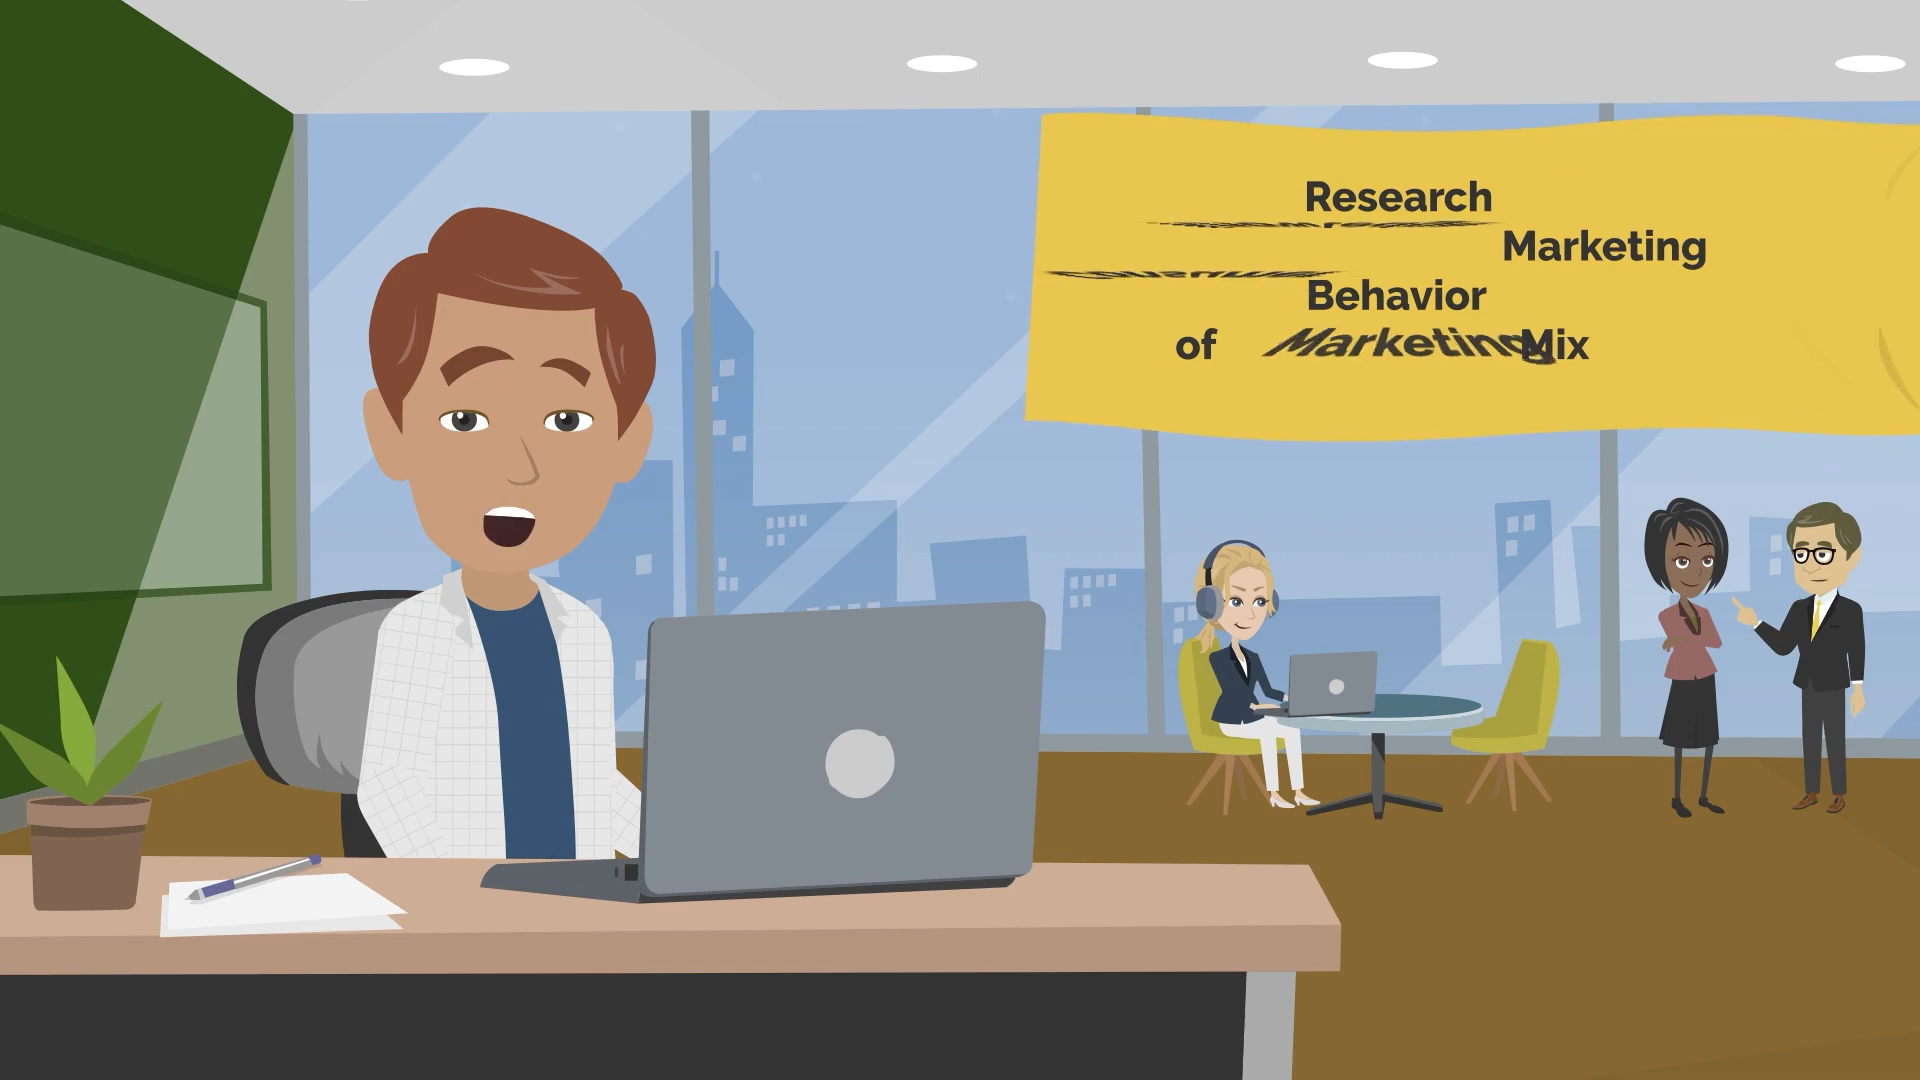 Research
Marketing
Behavior
of Marketing Mix